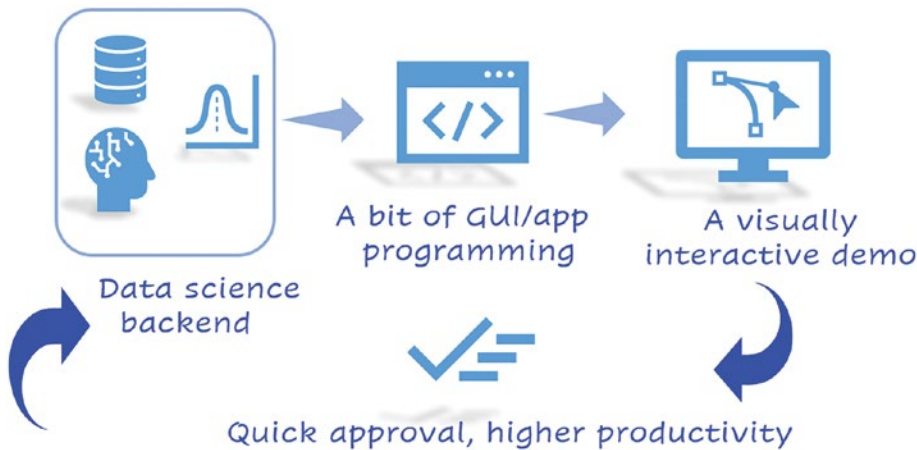 A bit of GUI/app
programming
A visually
interactive demo
Data science
backend
Quick approval, higher productivity